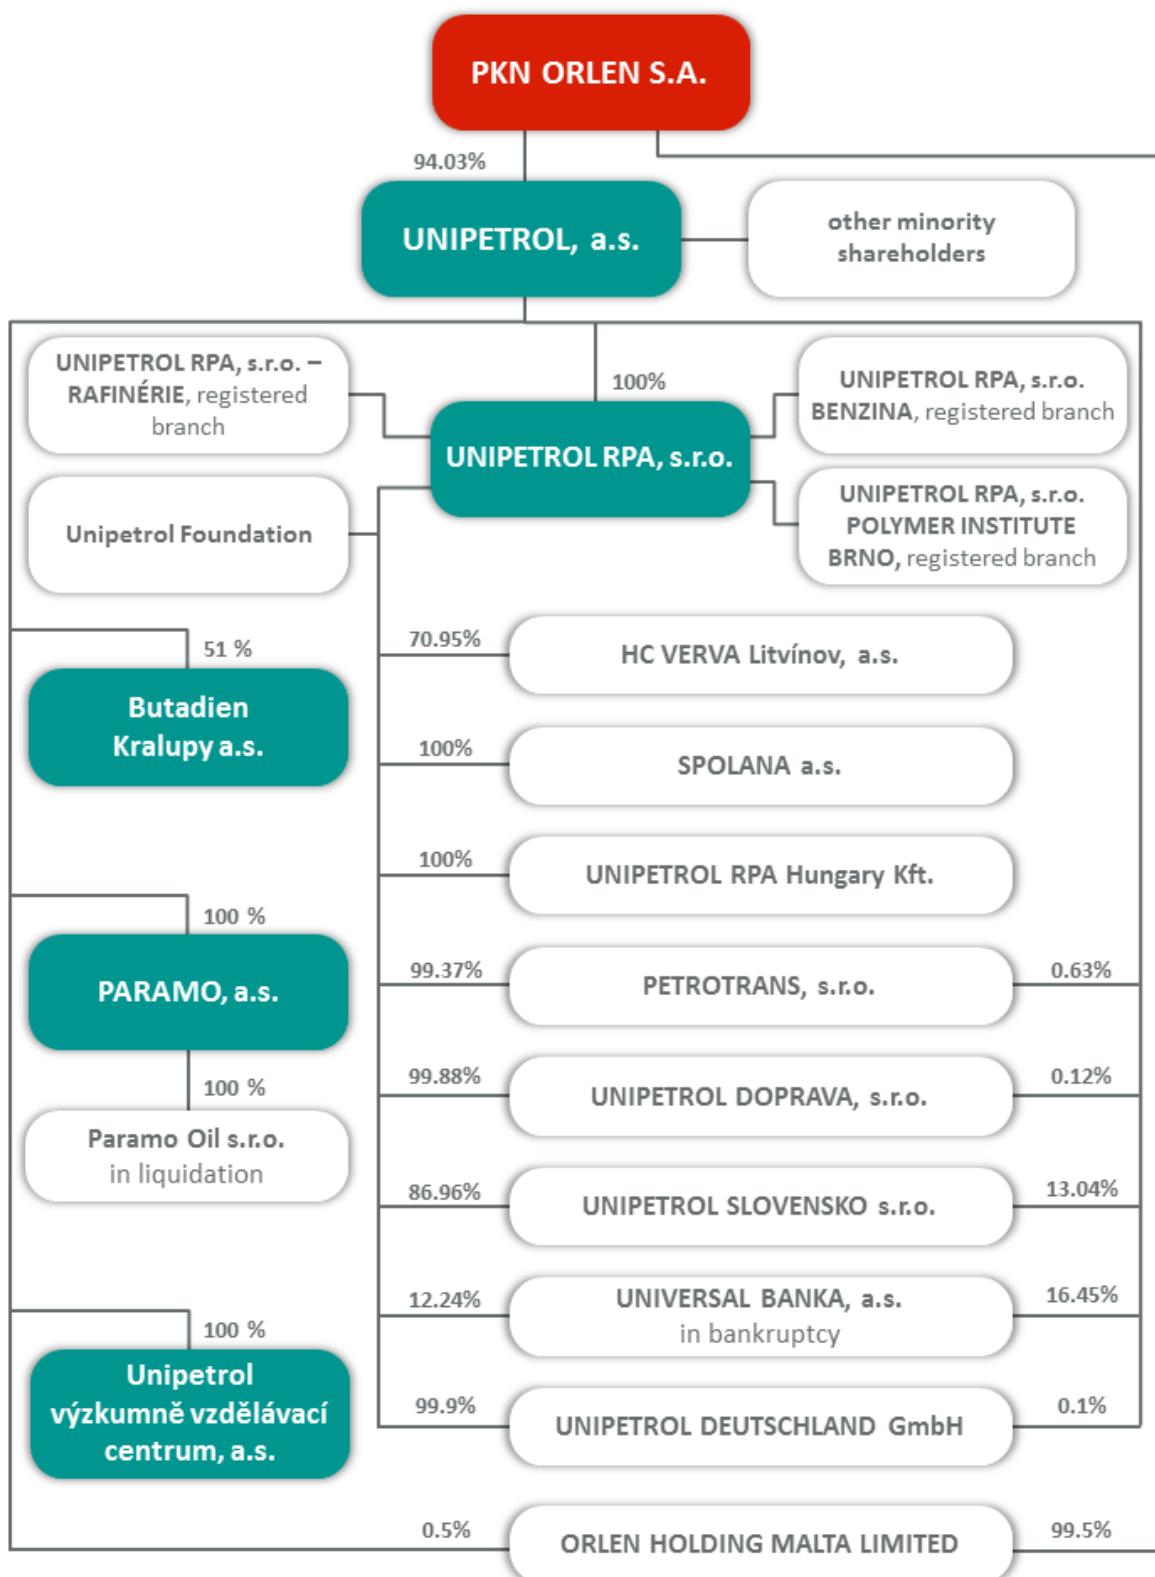 PKN ORLEN S.A.
94.03%
UNIPETROL, a.s.
other minority
shareholders
UNIPETROL RPA, s.r.o. –
RAFINÉRIE, registered
branch
100%
UNIPETROL RPA, s.r.o.
BENZINA, registered branch
UNIPETROL RPA, s.r.o.
Unipetrol Foundation
UNIPETROL RPA, s.r.o.
POLYMER INSTITUTE
BRNO, registered branch
70.95%
HC VERVA Litvínov, a.s.
51 %
Butadien
Kralupy a.s.
100%
SPOLANA a.s.
100%
UNIPETROL RPA Hungary Kft.
100 %
PARAMO, a.s.
99.37%
PETROTRANS, s.r.o.
0.63%
100 %
Paramo Oil s.r.o.
in liquidation
99.88%
UNIPETROL DOPRAVA, s.r.o.
0.12%
86.96%
UNIPETROL SLOVENSKO s.r.o.
13.04%
12.24%
UNIVERSAL BANKA, a.s.
in bankruptcy
16.45%
100 %
Unipetrol
výzkumně vzdělávací
centrum, a.s.
99.9%
UNIPETROL DEUTSCHLAND GmbH
0.1%
0.5%
ORLEN HOLDING MALTA LIMITED
99.5%